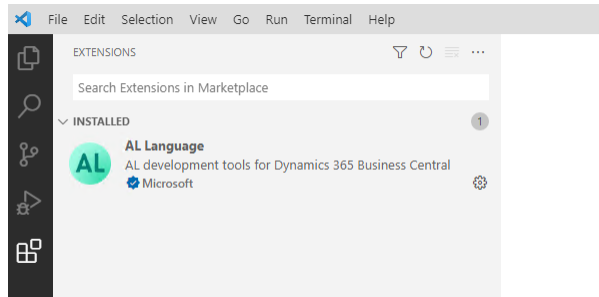 File Edit Selection View Go Run Terminal Help
EXTENSIONS
Search Extensions in Marketplace
INSTALLED 1
AL Language
AL AL development tools for Dynamics 365 Business Central
Microsoft